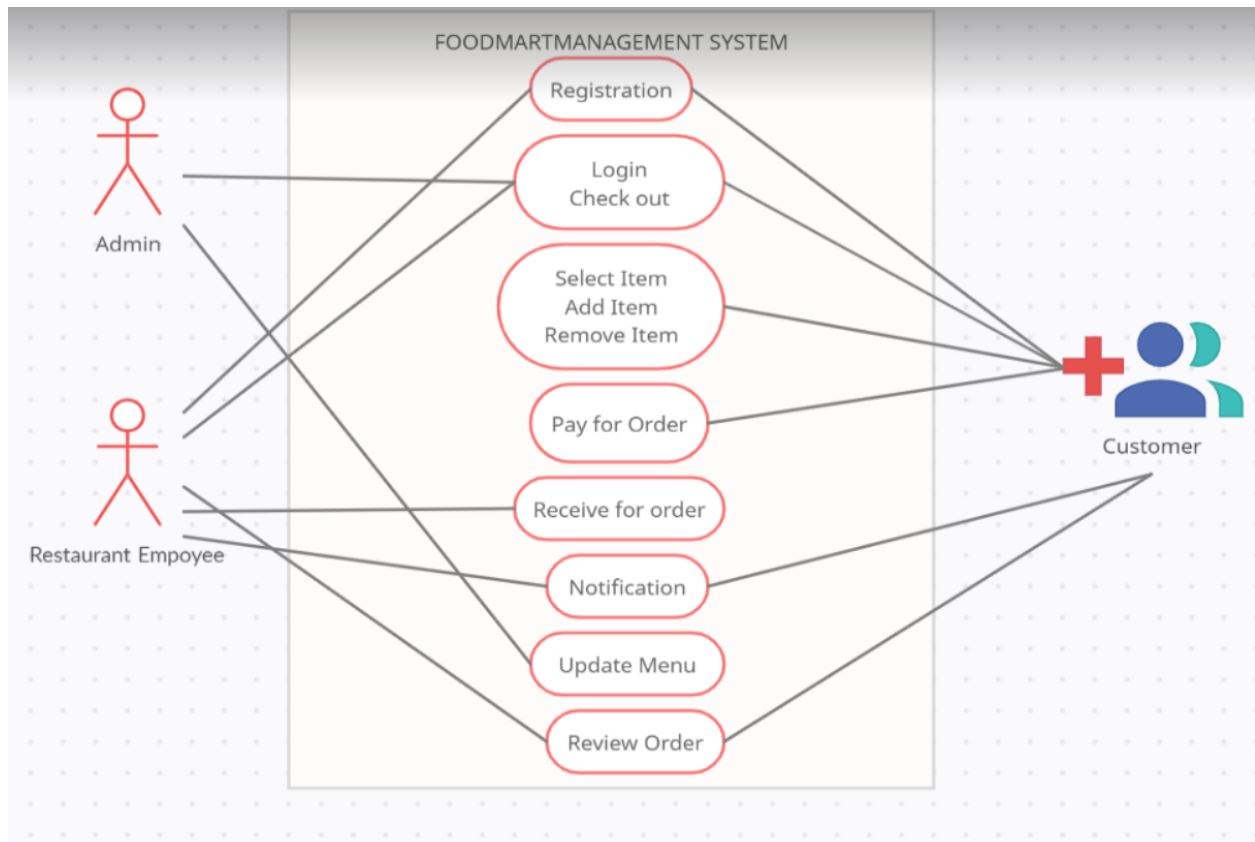 FOODMARTMANAGEMENT SYSTEM
Registration
Login
Check out
Admin
Select Item
Add Item
Remove Item
Pay for Order
Customer
Receive for order
Restaurant Empoyee
Notification
Update Menu
Review Order